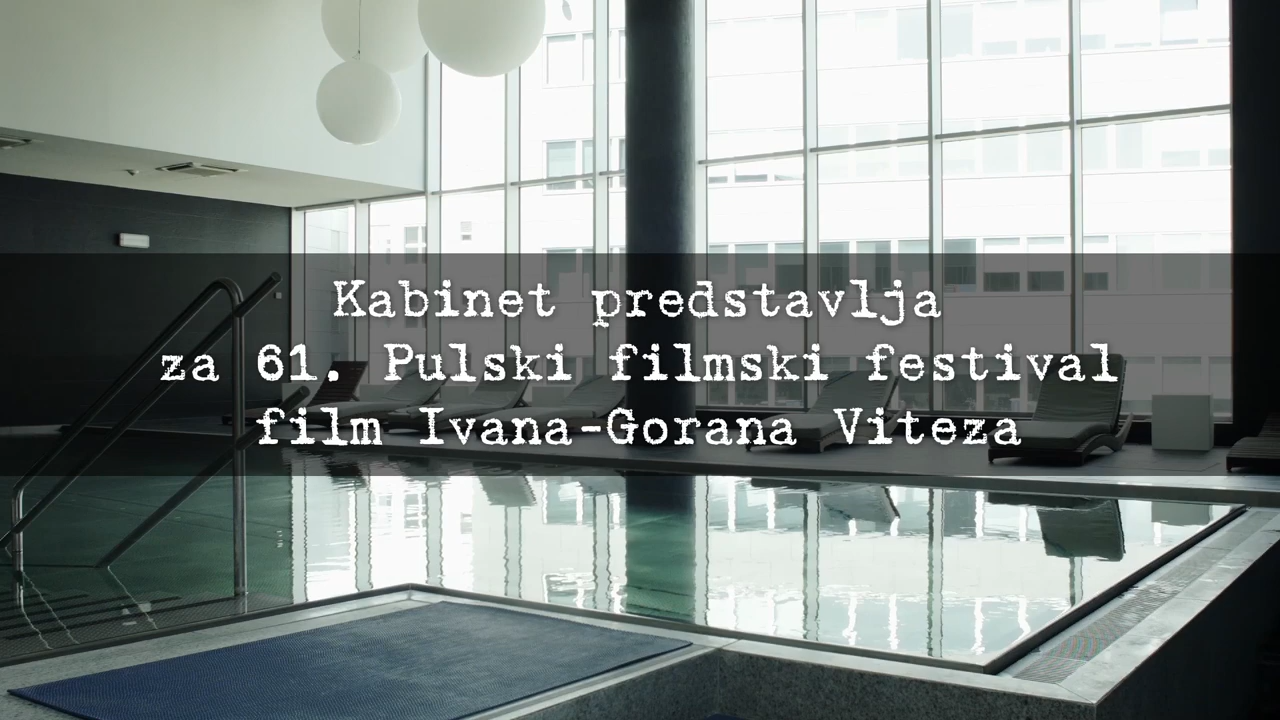 Kabinet predstavlja
za 61. Pulski filmski festival
film Ivana-Gorana Viteza